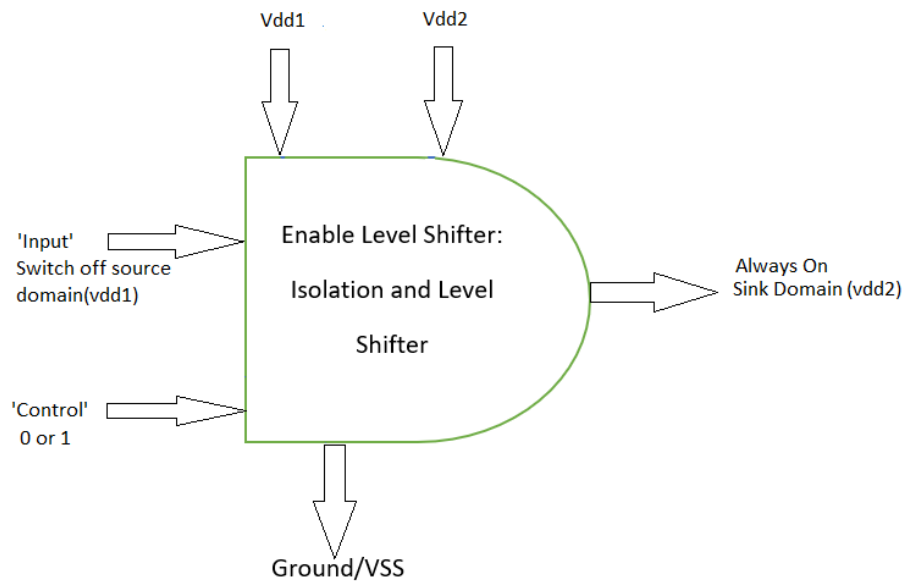 Vdd1
Vdd2
'Input'
Switch off source
domain(vdd1)
Enable Level Shifter:
Isolation and Level
Shifter
Always On
Sink Domain (vdd2)
'Control'
0 or 1
Ground/VSS